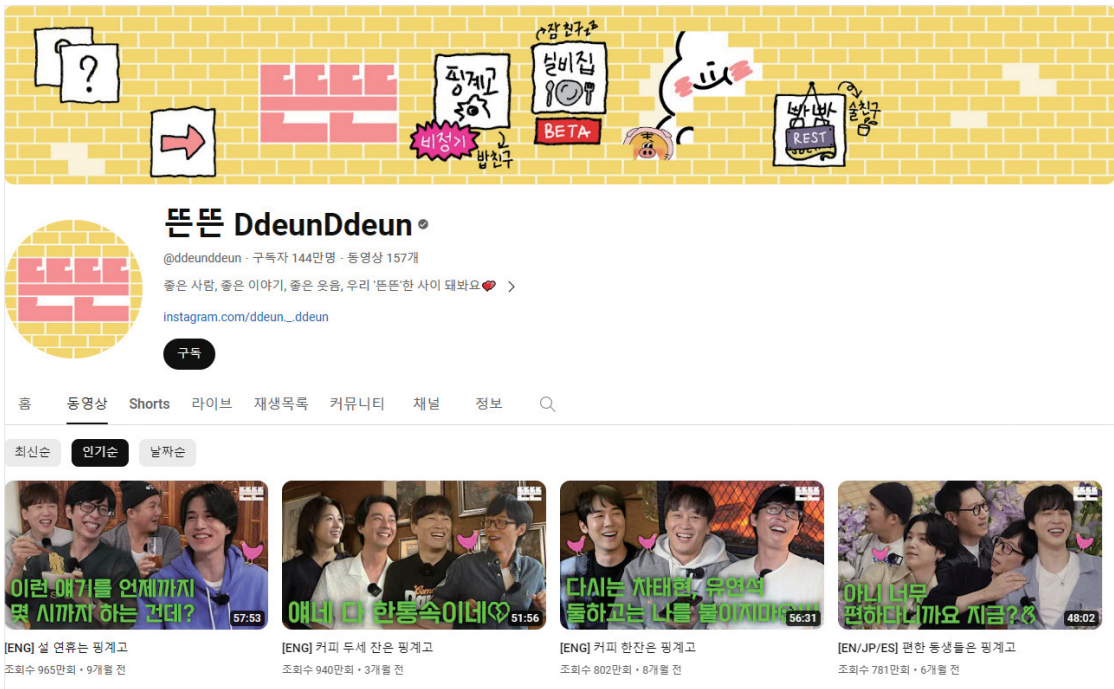 ?
뜬뜬
핑계고
비정기
밥친구
잠친구
실비집
BETA
빰빰
REST
술친구
뜬뜬
뜬뜬 DdeunDdeun
@ddeunddeun · 구독자 144만명 · 동영상 157개
좋은 사람, 좋은 이야기, 좋은 웃음, 우리 '뜬뜬'한 사이 돼봐요
instagram.com/ddeun._.ddeun
구독
홈 동영상 Shorts 라이브 재생목록 커뮤니티 채널 정보
최신순 인기순 날짜순
뜬뜬
이런 얘기를 언제까지
몇 시까지 하는 건데?
57:53
뜬뜬
얘네 다 한통속이네
51:56
뜬뜬
다시는 차태현, 유연석
둘하고는 나를 붙이지마
56:31
뜬뜬
아니 너무
편하다니까요 지금?
48:02
[ENG] 설 연휴는 핑계고
조회수 965만회 · 9개월 전
[ENG] 커피 두세 잔은 핑계고
조회수 940만회 · 3개월 전
[ENG] 커피 한잔은 핑계고
조회수 802만회 · 8개월 전
[EN/JP/ES] 편한 동생들은 핑계고
조회수 781만회 · 6개월 전